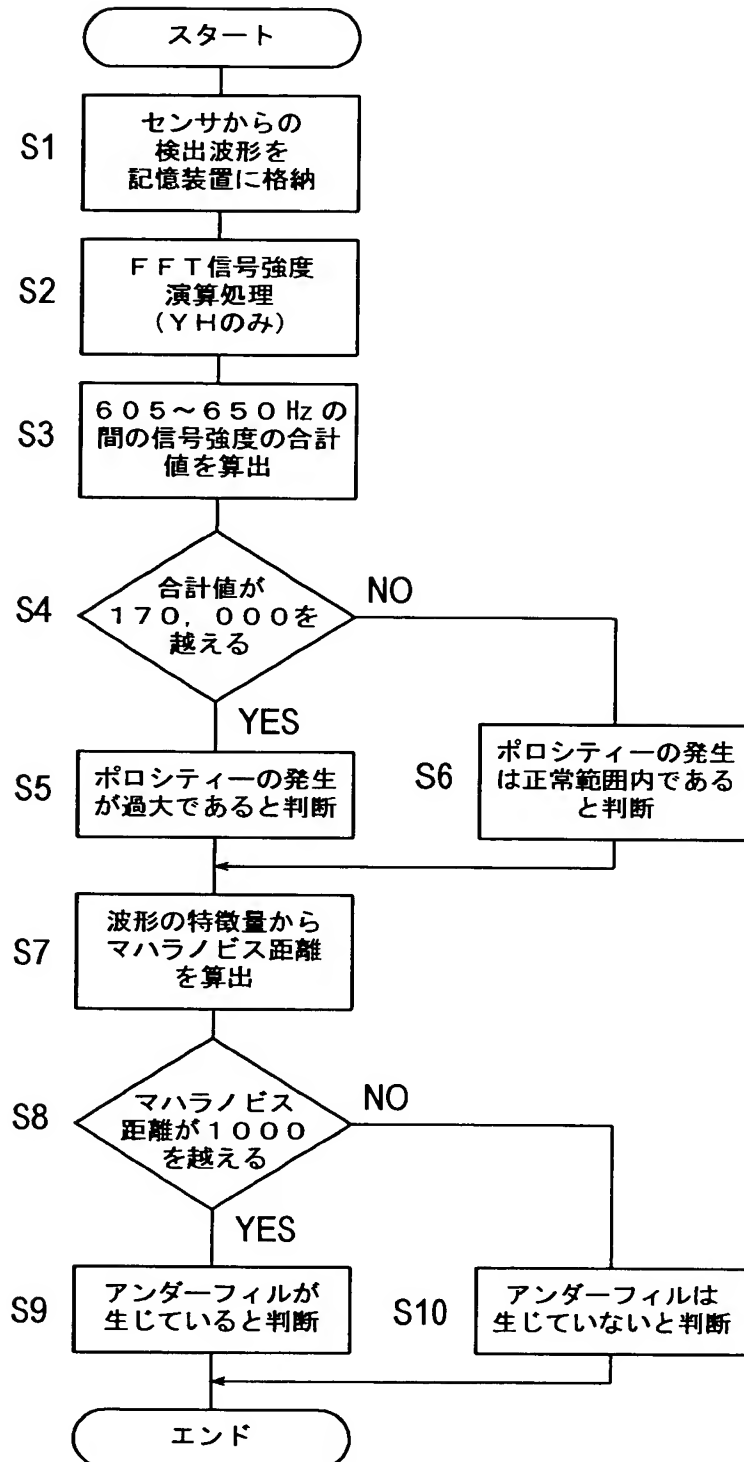 スタート
S1
センサからの
検出波形を
記憶装置に格納
S2
ＦＦＴ信号強度
演算処理
(ＹＨのみ)
S3
６０５～６５０Hzの
間の信号強度の合計
値を算出
S4
合計値が
１７０，０００を
越える
NO
YES
S5
ポロシティーの発生
が過大であると判断
S6
ポロシティーの発生
は正常範囲内である
と判断
S7
波形の特徴量から
マハラノビス距離
を算出
S8
マハラノビス
距離が１０００
を越える
NO
YES
S9
アンダーフィルが
生じていると判断
S10
アンダーフィルは
生じていないと判断
エンド